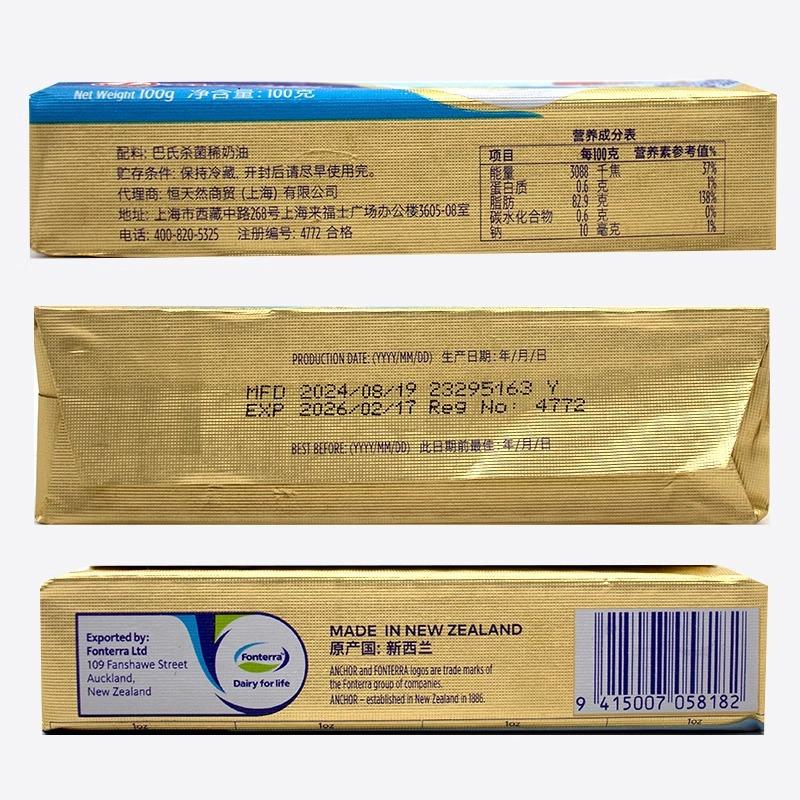 Net Weight 100g 净含量: 100克
配料: 巴氏杀菌稀奶油
贮存条件: 保持冷藏, 开封后请尽早使用完。
代理商: 恒天然商贸 (上海) 有限公司
地址: 上海市西藏中路268号上海来福士广场办公楼3605-08室
电话: 400-820-5325 注册编号: 4772 合格
营养成分表
项目 每100克 营养素参考值%
能量 3088 千焦 37%
蛋白质 0.6 克 1%
脂肪 82.9 克 138%
碳水化合物 0.6 克 0%
钠 10 毫克 1%
PRODUCTION DATE: (YYYY/MM/DD) 生产日期: 年/月/日
MFD 2024/08/19 23295163 Y
EXP 2026/02/17 Reg No: 4772
BEST BEFORE: (YYYY/MM/DD) 此日期前最佳: 年/月/日
Exported by:
Fonterra Ltd
109 Fanshawe Street
Auckland,
New Zealand
Fonterra
Dairy for life
MADE IN NEW ZEALAND
原产国: 新西兰
ANCHOR and FONTERRA logos are trade marks of
the Fonterra group of companies.
ANCHOR – established in New Zealand in 1886.
9 415007 058182
1oz 1oz 1oz 1oz